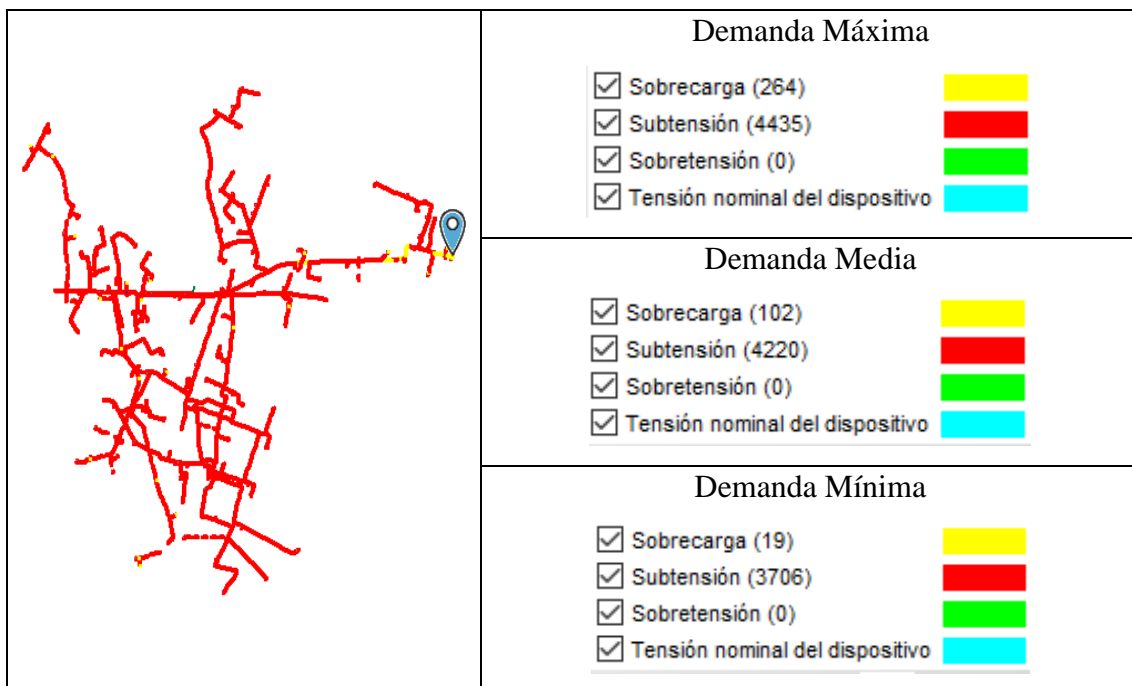 Demanda Máxima
Sobrecarga (264)
Subtensión (4435)
Sobretensión (0)
Tensión nominal del dispositivo
Demanda Media
Sobrecarga (102)
Subtensión (4220)
Sobretensión (0)
Tensión nominal del dispositivo
Demanda Mínima
Sobrecarga (19)
Subtensión (3706)
Sobretensión (0)
Tensión nominal del dispositivo